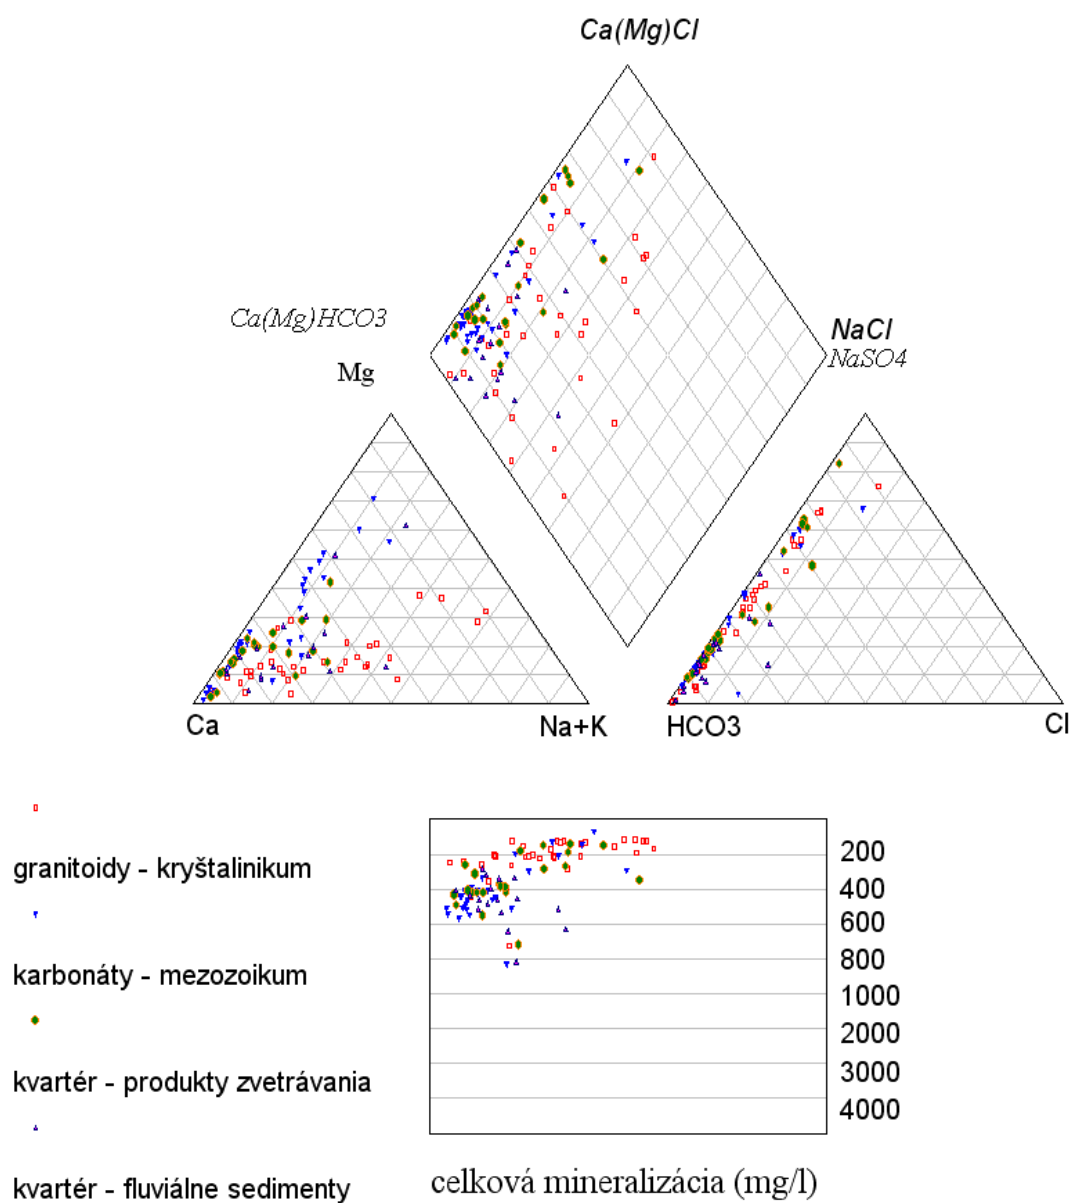 Ca(Mg)Cl
Ca(Mg)HCO3
NaCl
NaSO4
Mg
Ca
Na+K
HCO3
Cl
granitoidy - kryštalinikum
karbonáty - mezozoikum
kvartér - produkty zvetrávania
kvartér - fluviálne sedimenty
200
400
600
800
1000
2000
3000
4000
celková mineralizácia (mg/l)